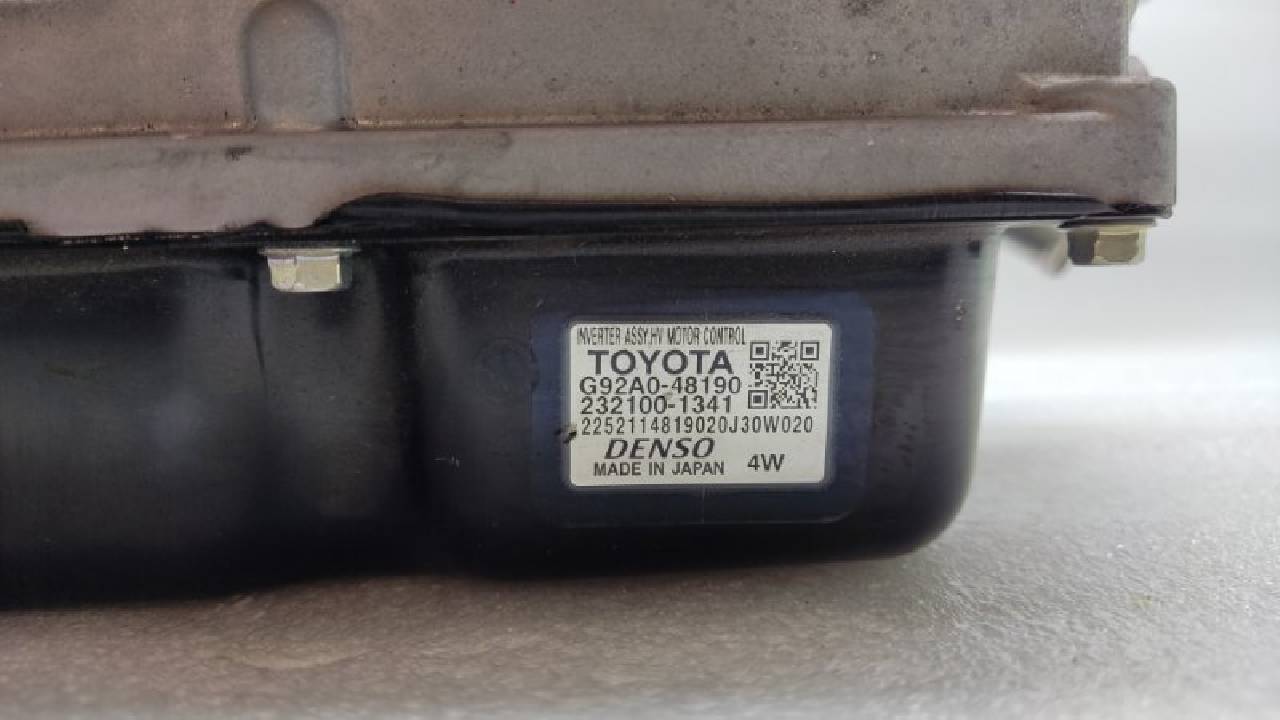 INVERTER ASSY,HV MOTOR CONTROL
TOYOTA
G92A0-48190
232100-1341
2252114819020J30W020
DENSO
MADE IN JAPAN 4W